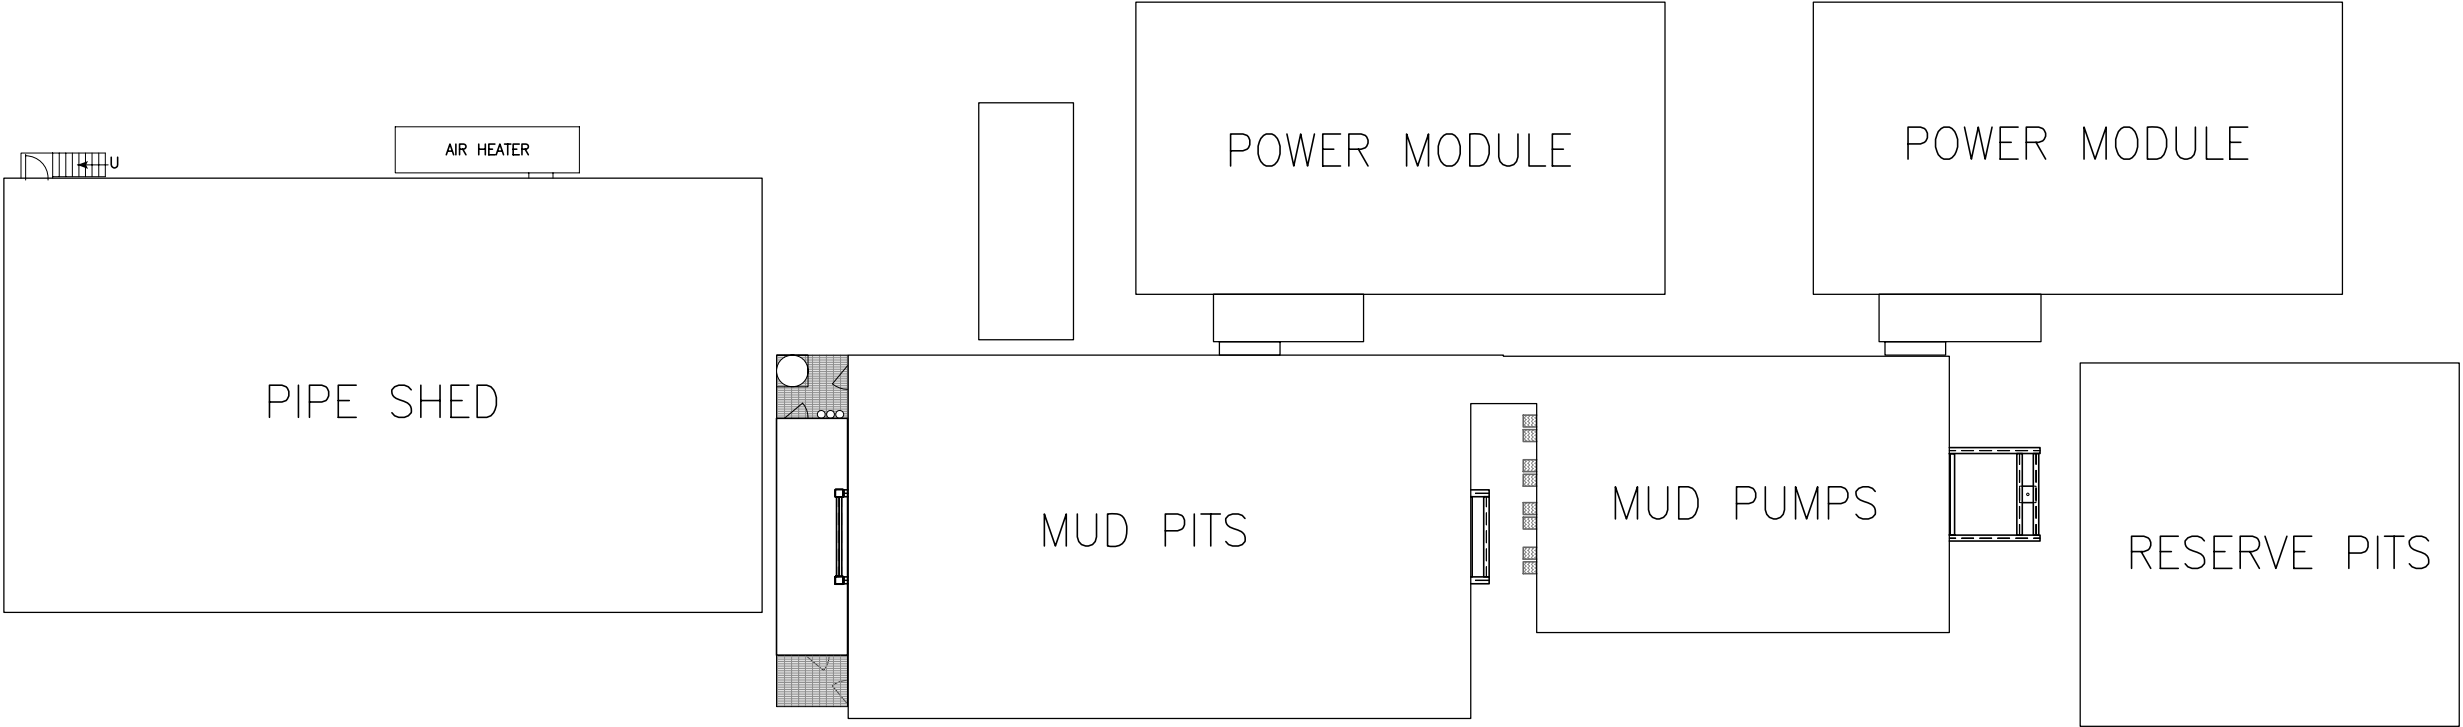 POWER MODULE
POWER MODULE
AIR HEATER
U
PIPE SHED
MUD PITS
MUD PUMPS
RESERVE PITS